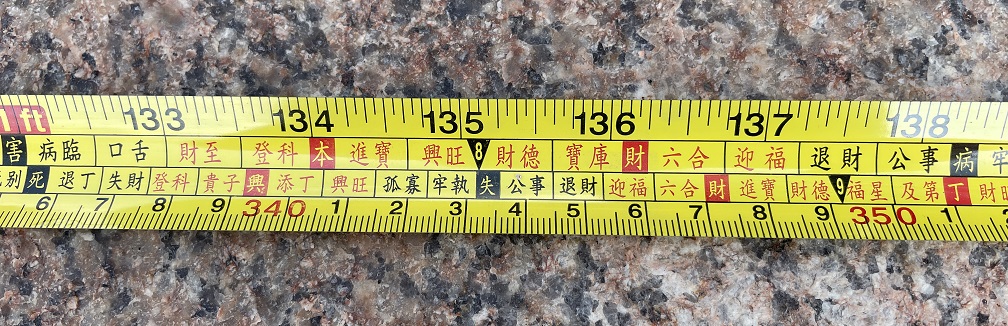 1ft 133 134 135 136 137 138
害 病臨 口舌 財至 登科 本 進寶 興旺 8 財德 寶庫 財 六合 迎福 退財 公事 病
別 死 退丁 失財 登科 貴子 興 添丁 興旺 孤寡 牢執 失 公事 退財 迎福 六合 財 進寶 財德 9 福星 及第 丁 財
6 7 8 9 340 1 2 3 4 5 6 7 8 9 350 1